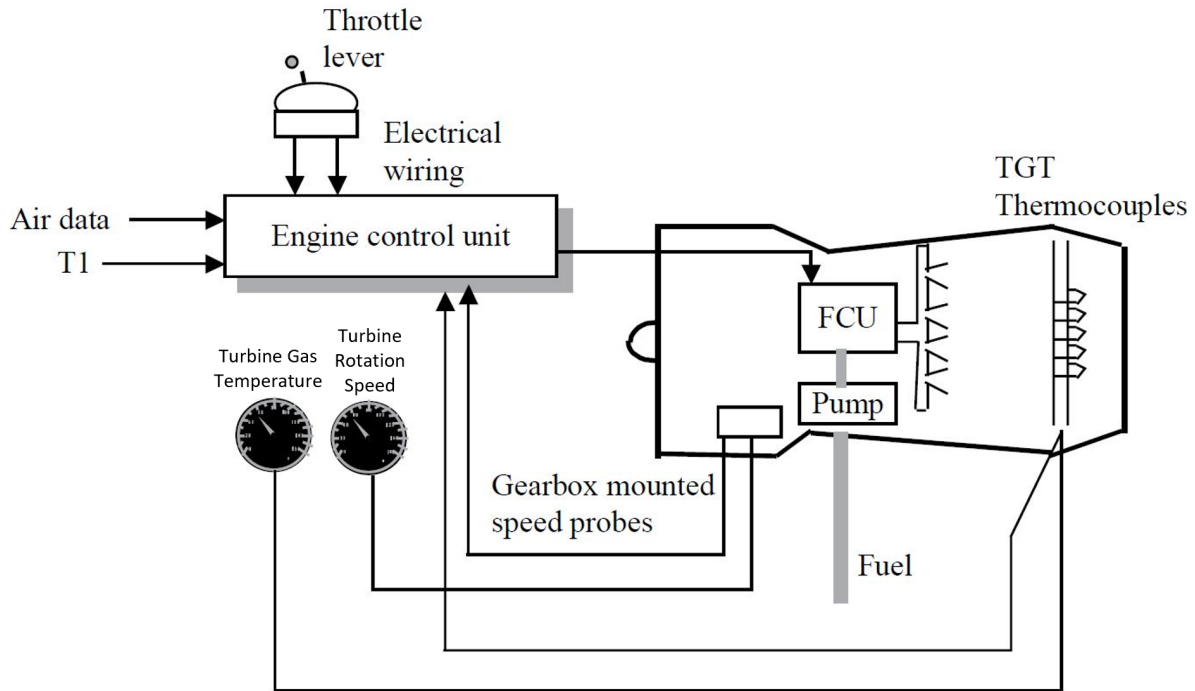 Throttle
lever
Electrical
wiring
TGT
Thermocouples
Air data
Engine control unit
T1
FCU
Turbine Gas
Temperature
Turbine
Rotation
Speed
Pump
Gearbox mounted
speed probes
Fuel